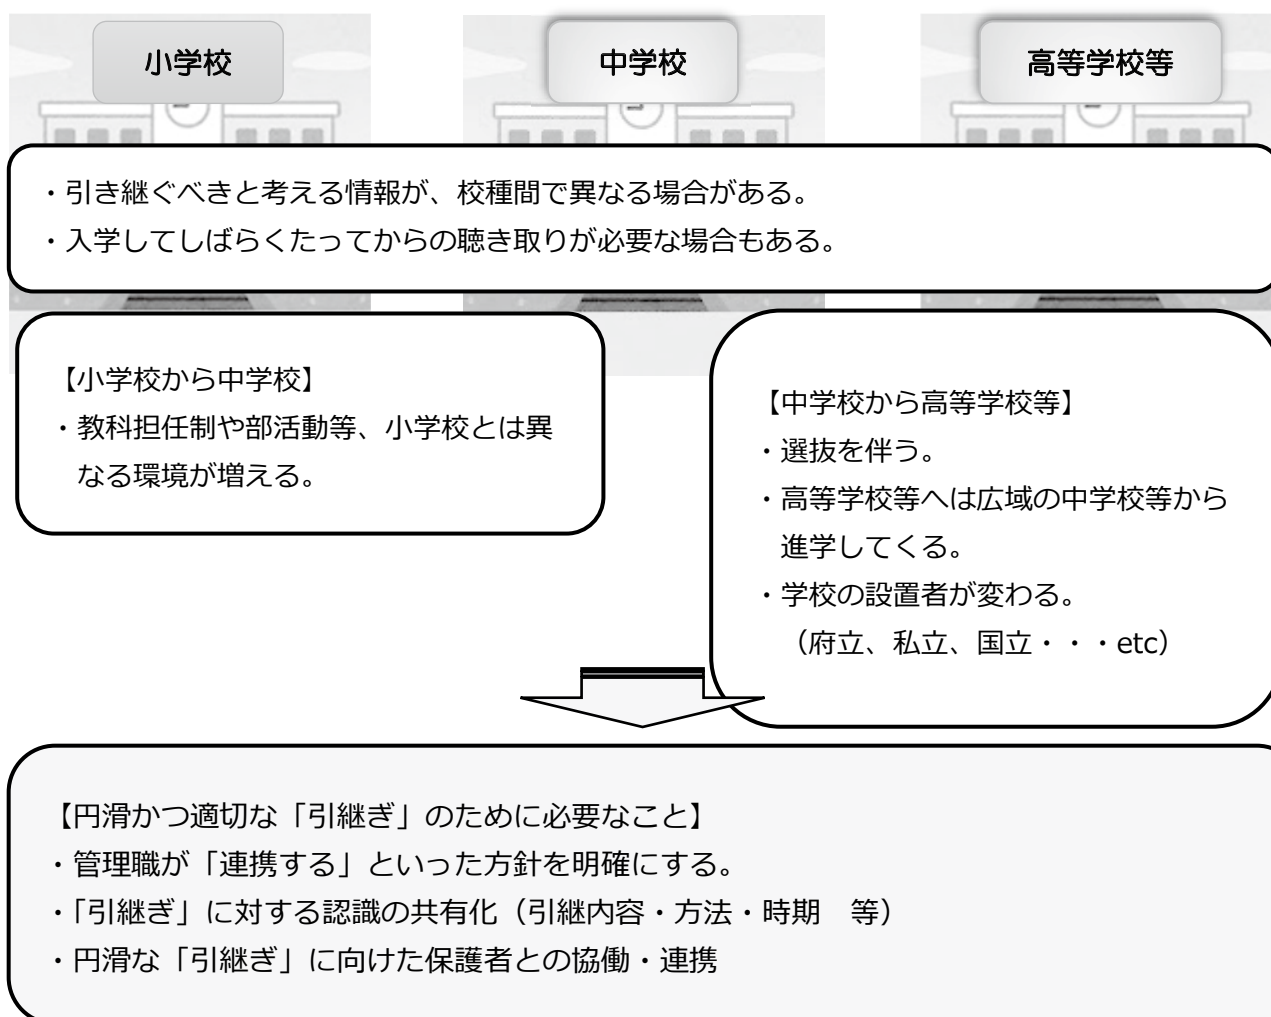 小学校
中学校
高等学校等
・引き継ぐべきと考える情報が、校種間で異なる場合がある。
・入学してしばらくたってからの聴き取りが必要な場合もある。
【小学校から中学校】
・教科担任制や部活動等、小学校とは異
なる環境が増える。
【中学校から高等学校等】
・選抜を伴う。
・高等学校等へは広域の中学校等から
進学してくる。
・学校の設置者が変わる。
（府立、私立、国立・・・etc）
【円滑かつ適切な「引継ぎ」のために必要なこと】
・管理職が「連携する」といった方針を明確にする。
・「引継ぎ」に対する認識の共有化（引継内容・方法・時期　等）
・円滑な「引継ぎ」に向けた保護者との協働・連携